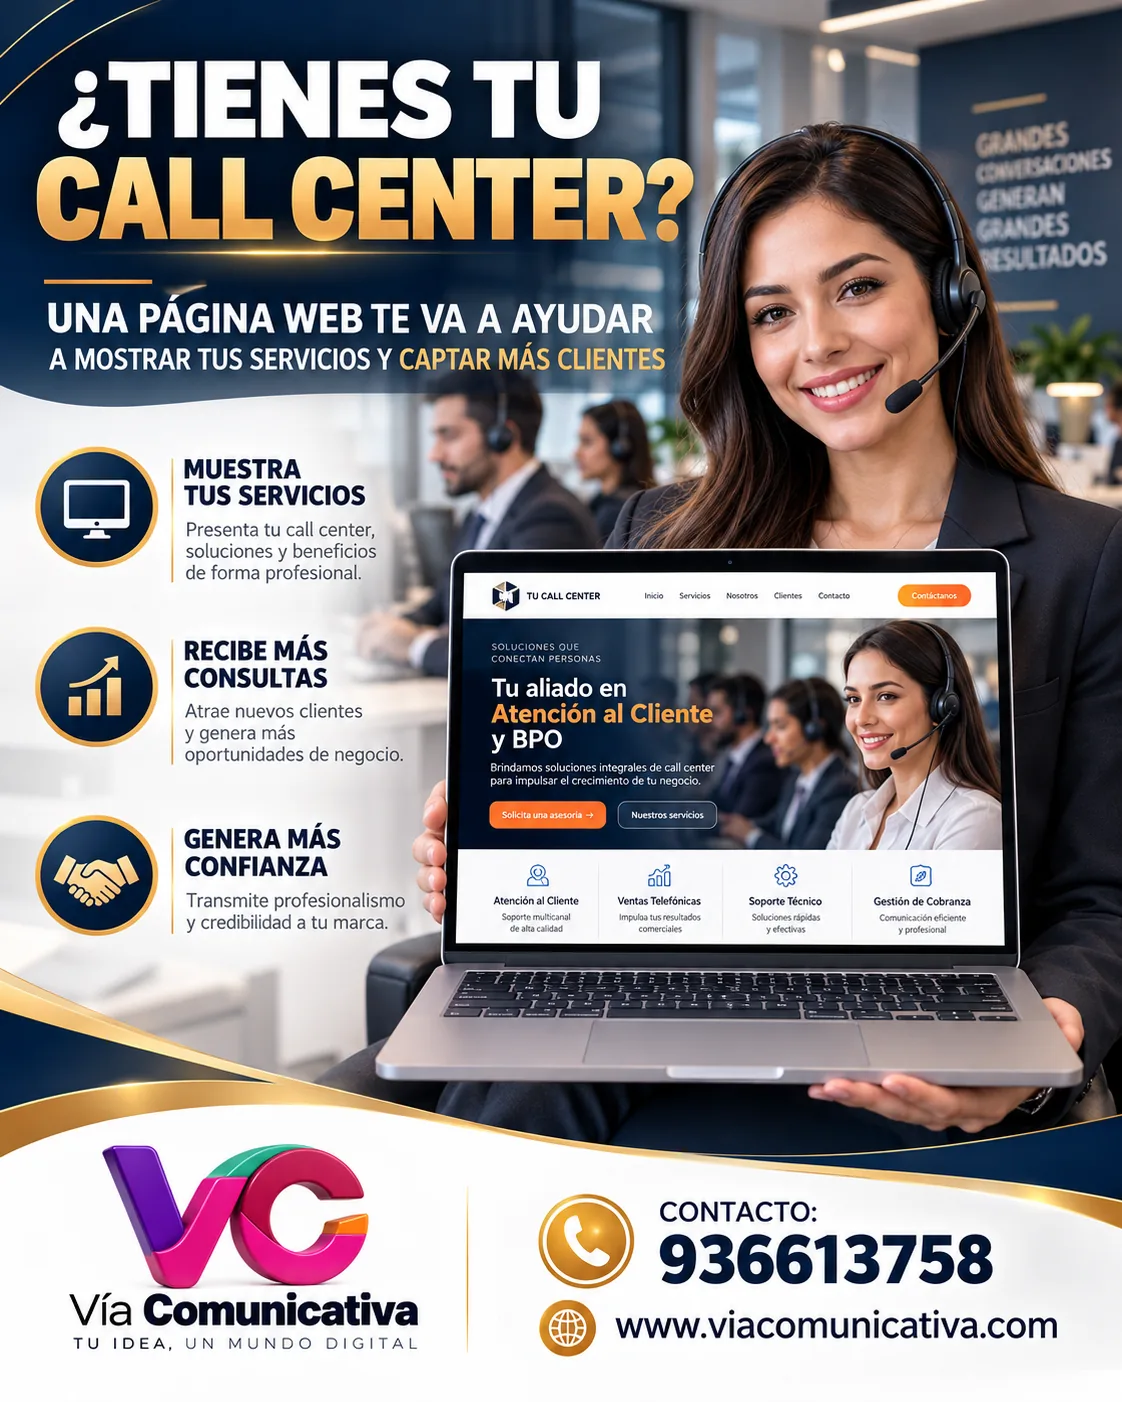 ¿TIENES TU
CALL CENTER?
UNA PÁGINA WEB TE VA A AYUDAR
A MOSTRAR TUS SERVICIOS Y CAPTAR MÁS CLIENTES
GRANDES
CONVERSACIONES
GENERAN
GRANDES
RESULTADOS
MUESTRA
TUS SERVICIOS
Presenta tu call center,
soluciones y beneficios
de forma profesional.
RECIBE MÁS
CONSULTAS
Atrae nuevos clientes
y genera más
oportunidades de negocio.
GENERA MÁS
CONFIANZA
Transmite profesionalismo
y credibilidad a tu marca.
TU CALL CENTER Inicio Servicios Nosotros Clientes Contacto Contáctanos
SOLUCIONES QUE
CONECTAN PERSONAS
Tu aliado en
Atención al Cliente
y BPO
Brindamos soluciones integrales de call center
para impulsar el crecimiento de tu negocio.
Solicita una asesoría → Nuestros servicios
Atención al Cliente
Soporte multicanal
de alta calidad
Ventas Telefónicas
Impulsa tus resultados
comerciales
Soporte Técnico
Soluciones rápidas
y efectivas
Gestión de Cobranza
Comunicación eficiente
y profesional
VC
Vía Comunicativa
TU IDEA, UN MUNDO DIGITAL
CONTACTO:
936613758
www.viacomunicativa.com